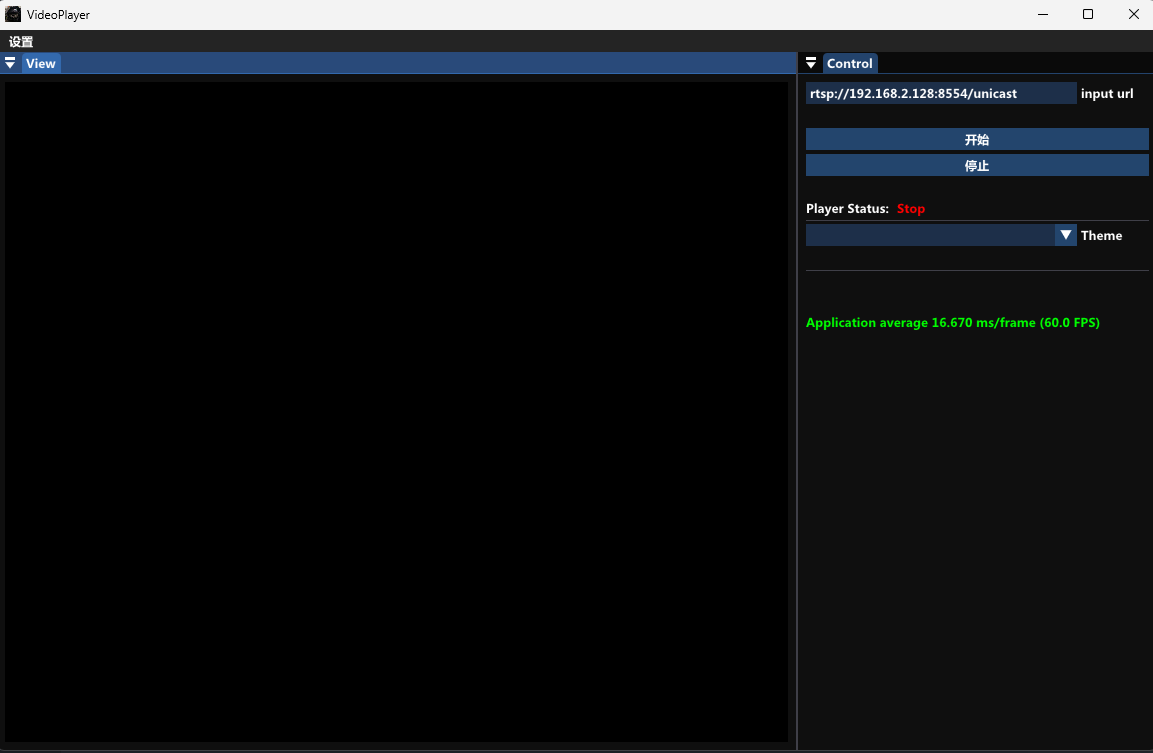 VideoPlayer
设置
View
Control
rtsp://192.168.2.128:8554/unicast input url
开始
停止
Player Status: Stop
Theme
Application average 16.670 ms/frame (60.0 FPS)